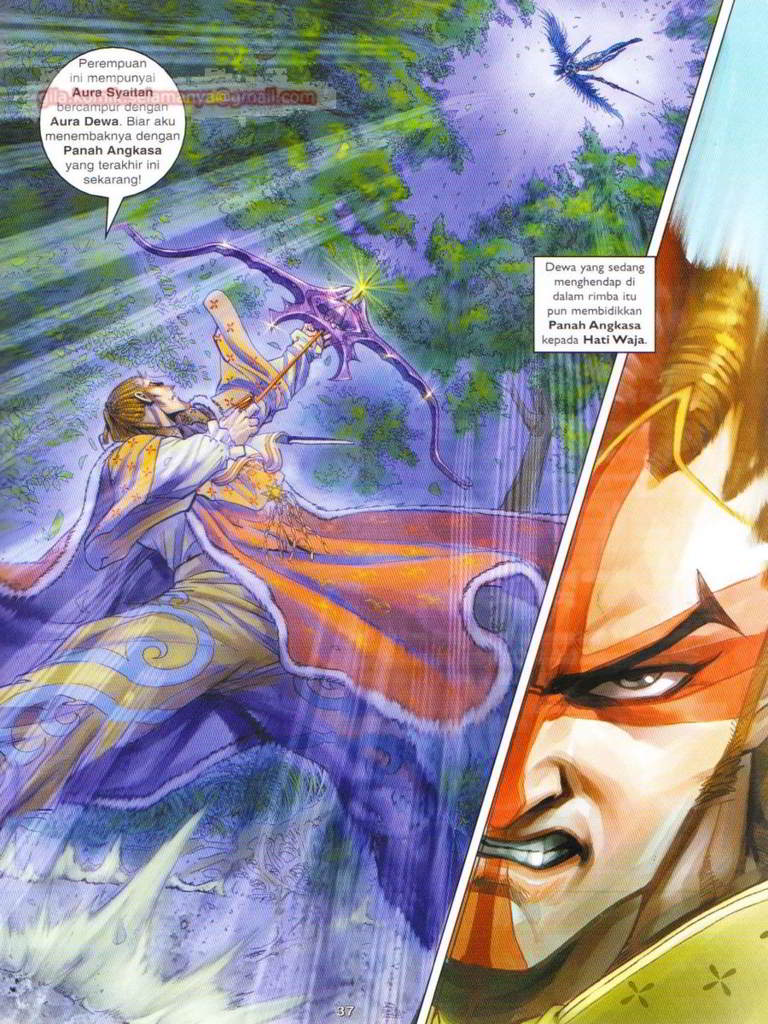 Perempuan
ini mempunyai
Aura Syaitan
bercampur dengan
Aura Dewa. Biar aku
menembaknya dengan
Panah Angkasa
yang terakhir ini
sekarang!
Dewa yang sedang
menghendap di
dalam rimba itu
pun membidikkan
Panah Angkasa
kepada Hati Waja.
37